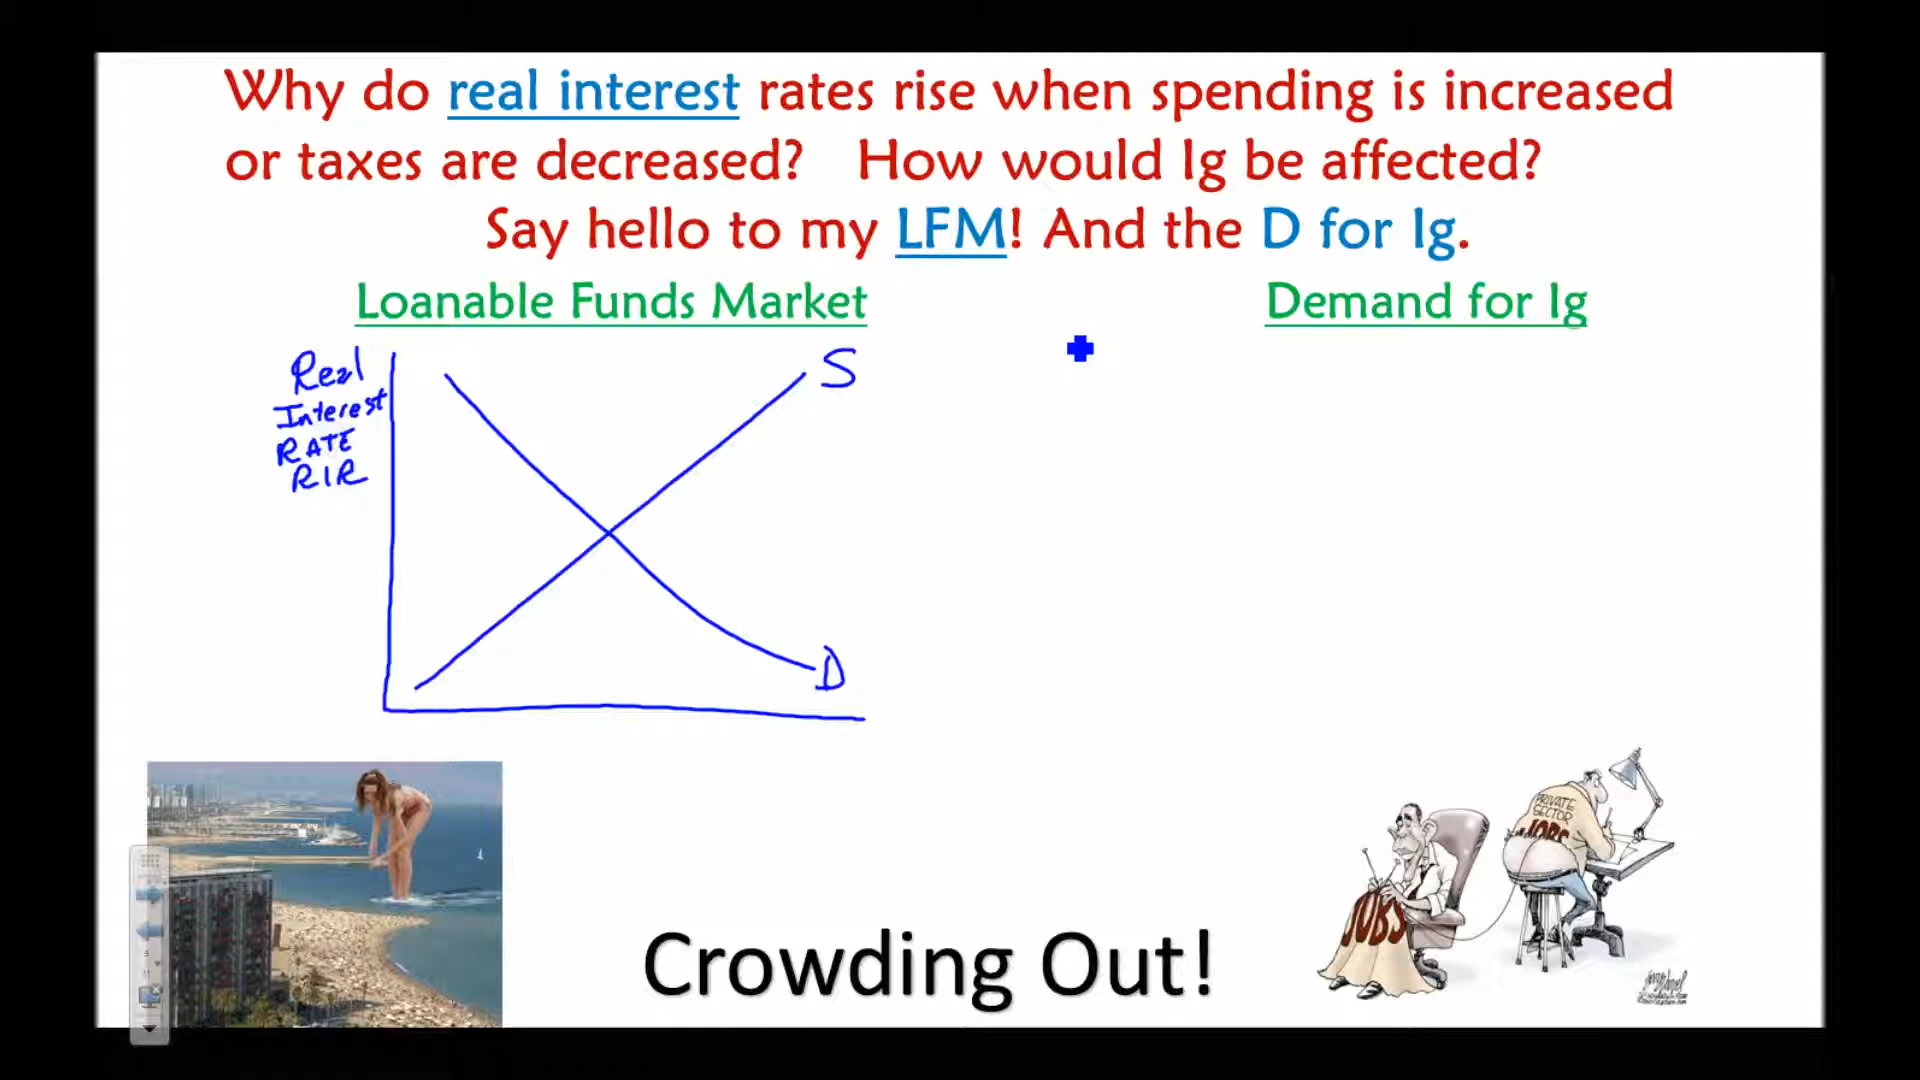 Why do real interest rates rise when spending is increased
or taxes are decreased? How would Ig be affected?
Say hello to my LFM! And the D for Ig.
Loanable Funds Market
Demand for Ig
Real
Interest
RATE
RIR
S
D
PRIVATE
SECTOR
JOBS
JOBS
Crowding Out!